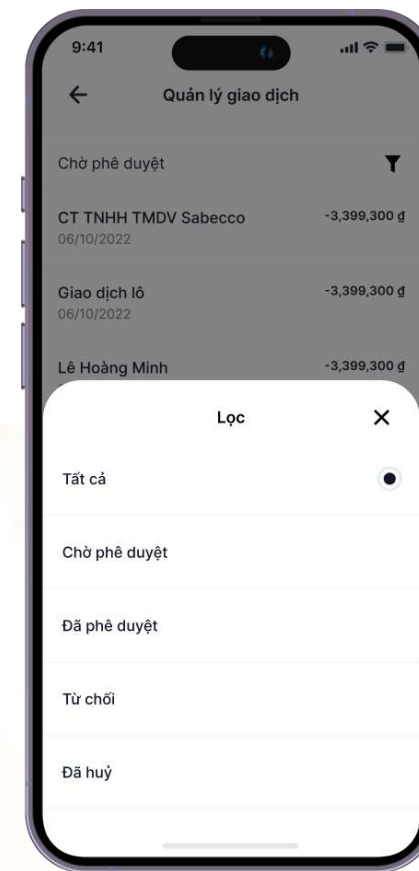 9:41
Quản lý giao dịch
Chờ phê duyệt
CT TNHH TMDV Sabecco -3,399,300 ₫
06/10/2022
Giao dịch lô -3,399,300 ₫
06/10/2022
Lê Hoàng Minh -3,399,300 ₫
Lọc
Tất cả
Chờ phê duyệt
Đã phê duyệt
Từ chối
Đã huỷ